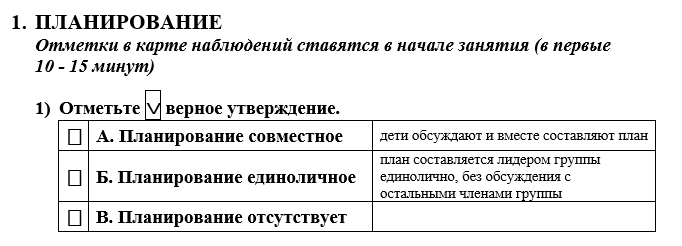 1. ПЛАНИРОВАНИЕ
Отметки в карте наблюдений ставятся в начале занятия (в первые
10 - 15 минут)
1) Отметьте V верное утверждение.
А. Планирование совместное дети обсуждают и вместе составляют план
Б. Планирование единоличное план составляется лидером группы
единолично, без обсуждения с
остальными членами группы
В. Планирование отсутствует